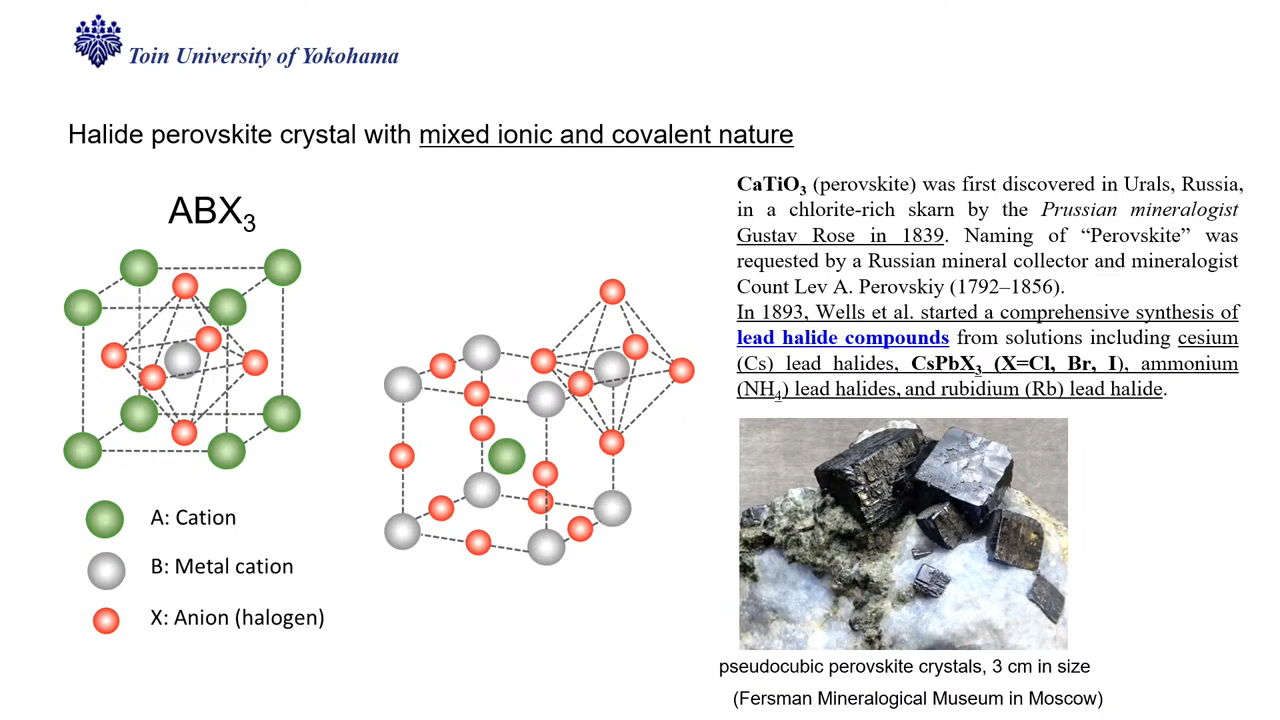 Toin University of Yokohama
Halide perovskite crystal with mixed ionic and covalent nature
ABX₃
A: Cation
B: Metal cation
X: Anion (halogen)
CaTiO₃ (perovskite) was first discovered in Urals, Russia,
in a chlorite-rich skarn by the Prussian mineralogist
Gustav Rose in 1839. Naming of “Perovskite” was
requested by a Russian mineral collector and mineralogist
Count Lev A. Perovskiy (1792–1856).
In 1893, Wells et al. started a comprehensive synthesis of
lead halide compounds from solutions including cesium
(Cs) lead halides, CsPbX₃ (X=Cl, Br, I), ammonium
(NH₄) lead halides, and rubidium (Rb) lead halide.
pseudocubic perovskite crystals, 3 cm in size
(Fersman Mineralogical Museum in Moscow)